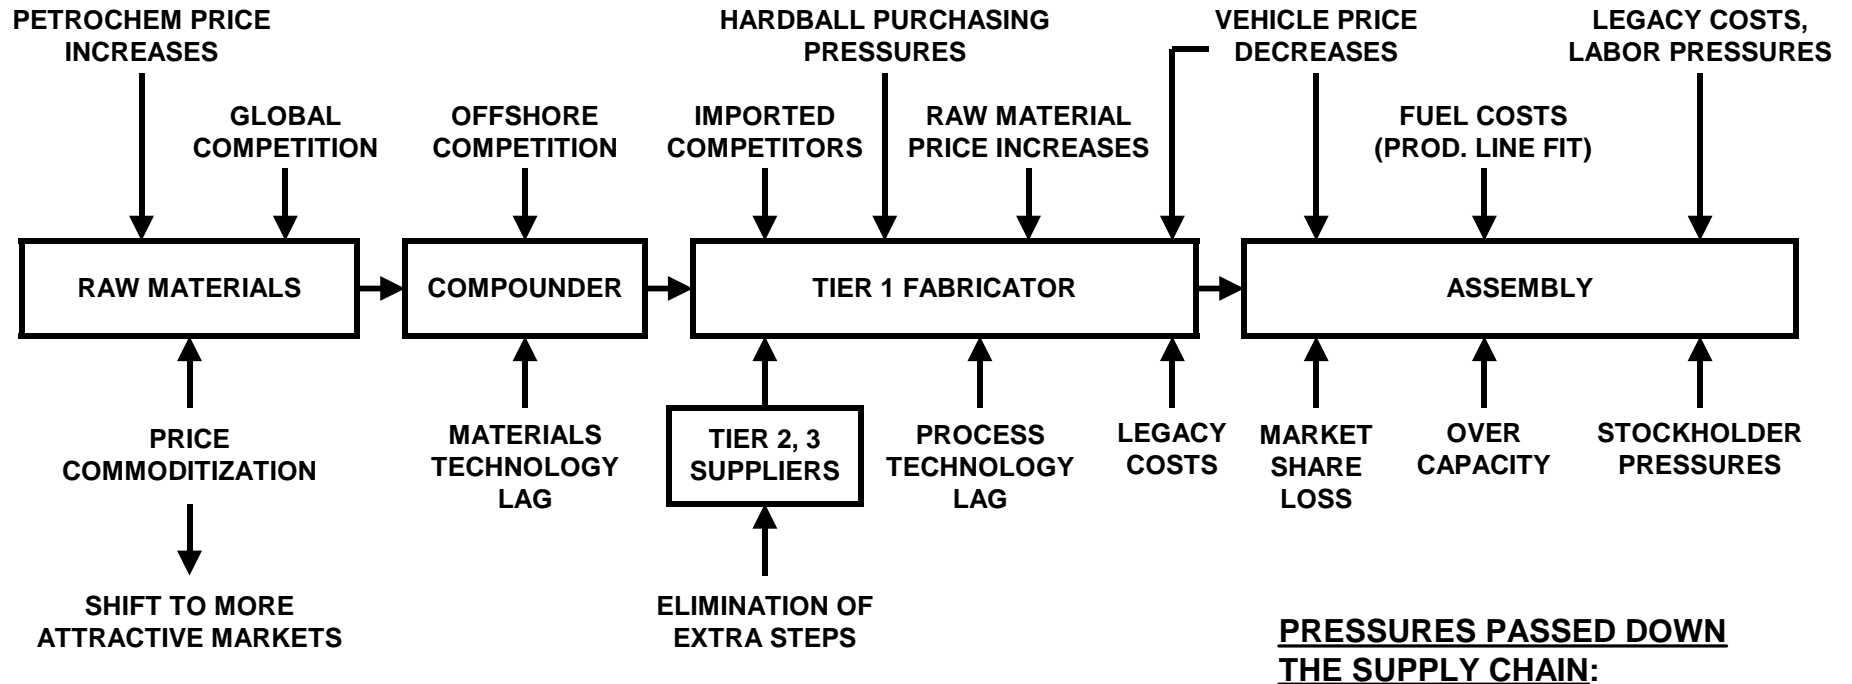 PETROCHEM PRICE
INCREASES
HARDBALL PURCHASING
PRESSURES
VEHICLE PRICE
DECREASES
LEGACY COSTS,
LABOR PRESSURES
GLOBAL
COMPETITION
OFFSHORE
COMPETITION
IMPORTED
COMPETITORS
RAW MATERIAL
PRICE INCREASES
FUEL COSTS
(PROD. LINE FIT)
RAW MATERIALS
COMPOUNDER
TIER 1 FABRICATOR
ASSEMBLY
PRICE
COMMODITIZATION
MATERIALS
TECHNOLOGY
LAG
TIER 2, 3
SUPPLIERS
PROCESS
TECHNOLOGY
LAG
LEGACY
COSTS
MARKET
SHARE
LOSS
OVER
CAPACITY
STOCKHOLDER
PRESSURES
SHIFT TO MORE
ATTRACTIVE MARKETS
ELIMINATION OF
EXTRA STEPS
PRESSURES PASSED DOWN
THE SUPPLY CHAIN: